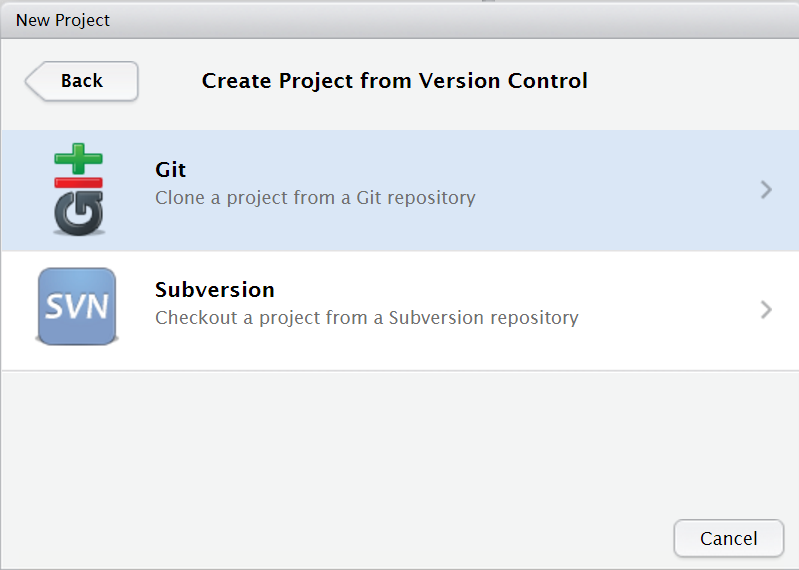 New Project
Back
Create Project from Version Control
Git
Clone a project from a Git repository
SVN
Subversion
Checkout a project from a Subversion repository
Cancel